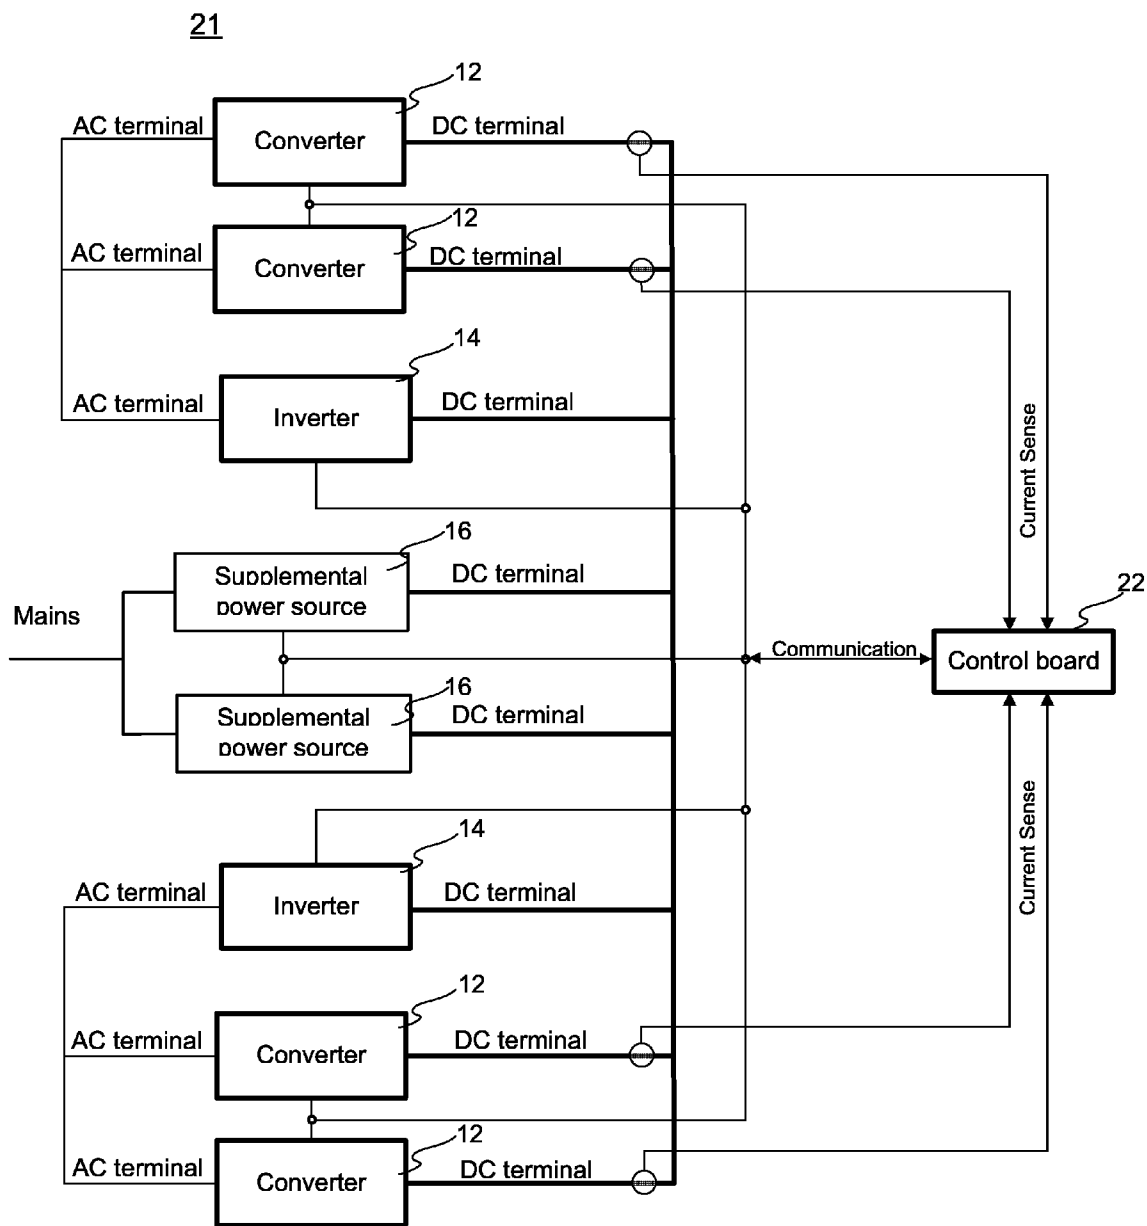 21
12
AC terminal
Converter
DC terminal
12
AC terminal
Converter
DC terminal
14
AC terminal
Inverter
DC terminal
Current Sense
16
Supplemental
power source
DC terminal
Mains
22
Communication
Control board
16
Supplemental
power source
DC terminal
Current Sense
14
AC terminal
Inverter
DC terminal
12
AC terminal
Converter
DC terminal
12
AC terminal
Converter
DC terminal